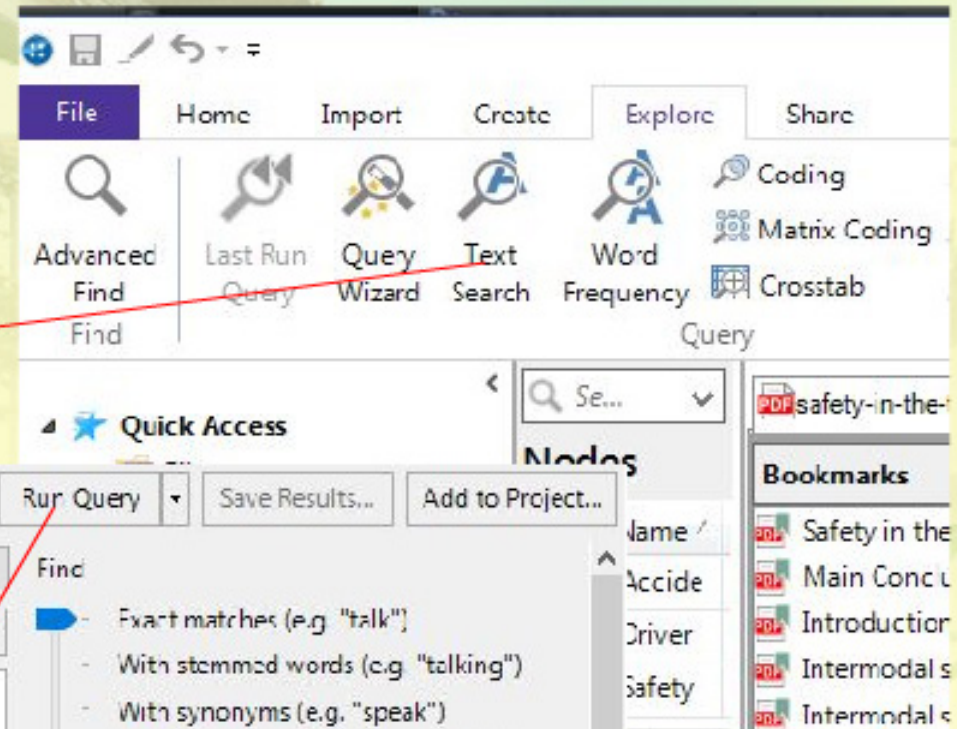 File Home Import Create Explore Share
Advanced Find
Last Run Query
Query Wizard
Text Search
Word Frequency
Coding
Matrix Coding
Crosstab
Find
Query
Quick Access
Se...
Nodes
Name
Accide
Driver
Safety
PDF safety-in-the-
Bookmarks
Safety in the
Main Conclu
Introduction
Intermodal s
Intermodal s
Run Query Save Results... Add to Project...
Find
Exact matches (e.g. "talk")
With stemmed words (e.g. "talking")
With synonyms (e.g. "speak")